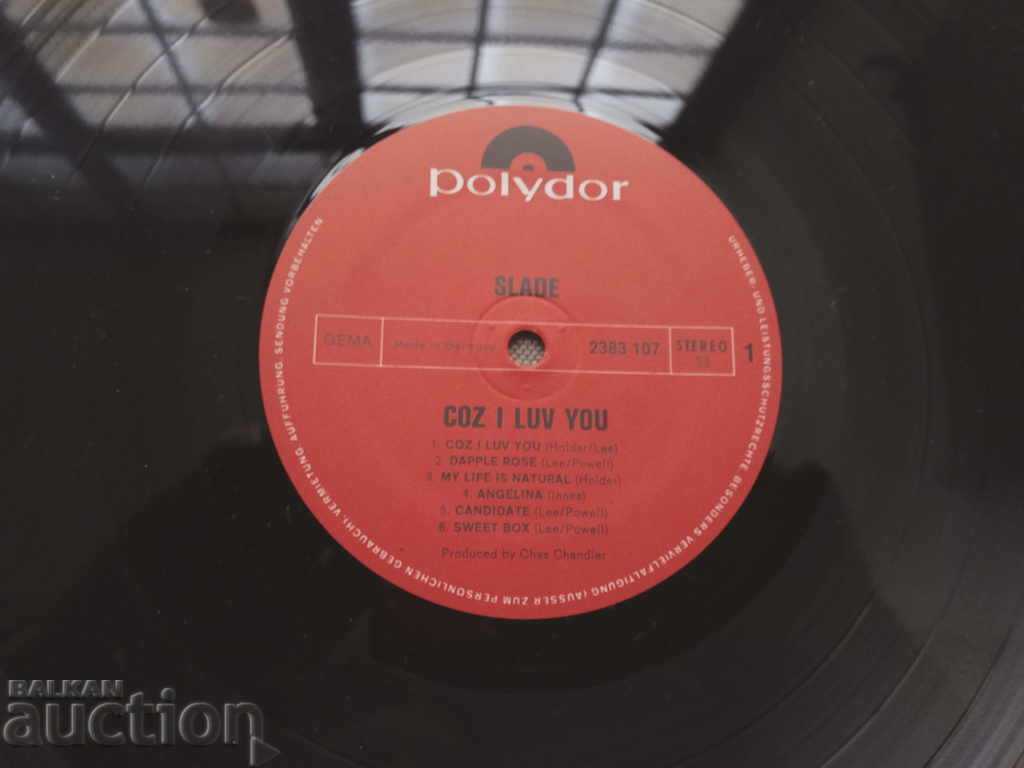 polydor
SLADE
GEMA Made in Germany 2383 107 STEREO 33 1
COZ I LUV YOU
1. COZ I LUV YOU (Holder/Lea)
2. DAPPLE ROSE (Lea/Powell)
3. MY LIFE IS NATURAL (Holder)
4. ANGELINA (Innes)
5. CANDIDATE (Lea/Powell)
6. SWEET BOX (Lea/Powell)
Produced by Chas Chandler
URHEBER- UND LEISTUNGSSCHUTZRECHTE, BESONDERS VERVIELFÄLTIGUNG (AUSSER ZUM PERSÖNLICHEN GEBRAUCH), VERMIETUNG, AUFFÜHRUNG, SENDUNG VORBEHALTEN
BALKAN
auction